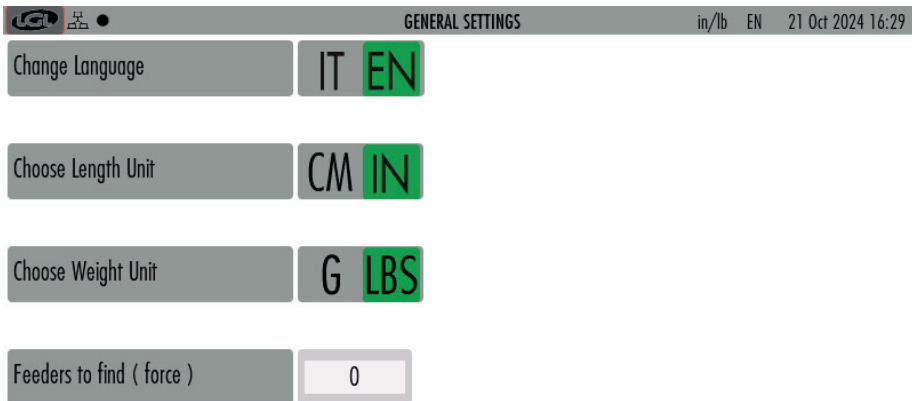 LGL GENERAL SETTINGS in/lb EN 21 Oct 2024 16:29
Change Language IT EN
Choose Length Unit CM IN
Choose Weight Unit G LBS
Feeders to find ( force ) 0